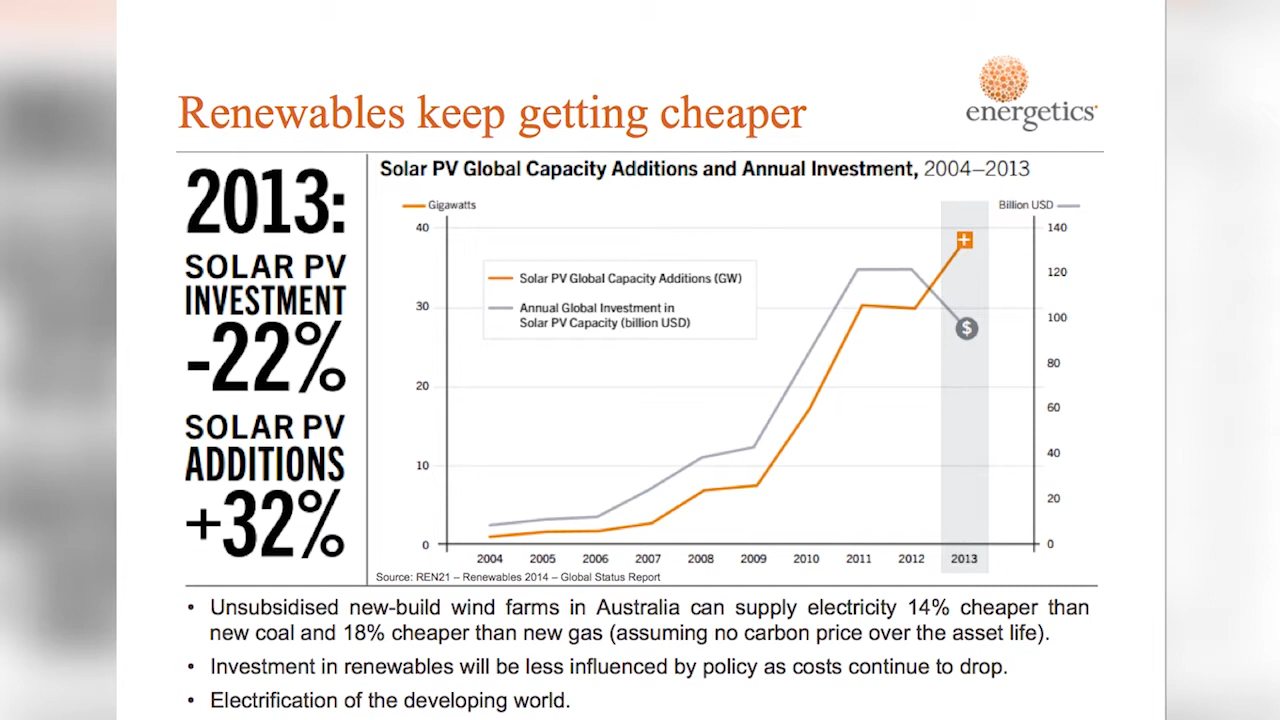 Renewables keep getting cheaper
energetics
2013:
SOLAR PV
INVESTMENT
-22%
SOLAR PV
ADDITIONS
+32%
Solar PV Global Capacity Additions and Annual Investment, 2004–2013
Gigawatts
Billion USD
40
30
20
10
0
Solar PV Global Capacity Additions (GW)
Annual Global Investment in
Solar PV Capacity (billion USD)
+
$
140
120
100
80
60
40
20
0
2004 2005 2006 2007 2008 2009 2010 2011 2012 2013
Source: REN21 – Renewables 2014 – Global Status Report
• Unsubsidised new-build wind farms in Australia can supply electricity 14% cheaper than
new coal and 18% cheaper than new gas (assuming no carbon price over the asset life).
• Investment in renewables will be less influenced by policy as costs continue to drop.
• Electrification of the developing world.